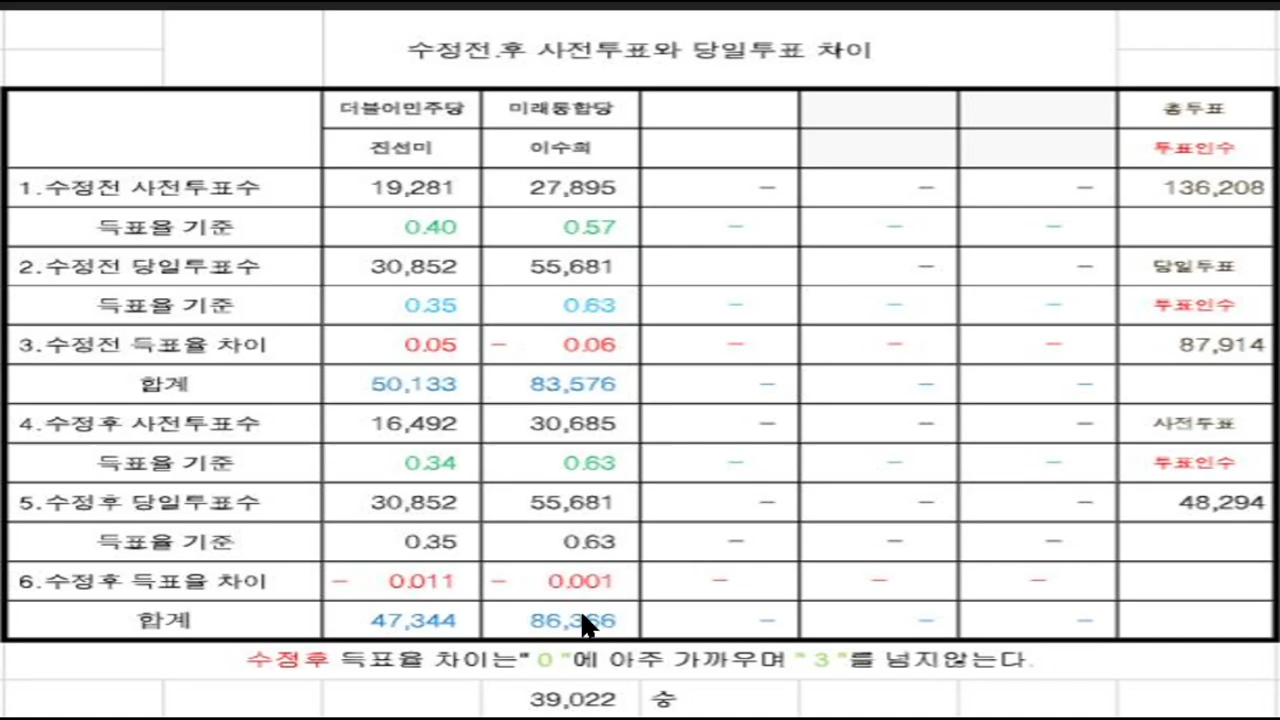 수정전.후 사전투표와 당일투표 차이
더불어민주당 미래통합당 총투표
진선미 이수희 투표인수
1.수정전 사전투표수 19,281 27,895 – – – 136,208
득표율 기준 0.40 0.57 – – –
2.수정전 당일투표수 30,852 55,681 – – 당일투표
득표율 기준 0.35 0.63 – – – 투표인수
3.수정전 득표율 차이 0.05 – 0.06 – – – 87,914
합계 50,133 83,576 – – –
4.수정후 사전투표수 16,492 30,685 – – – 사전투표
득표율 기준 0.34 0.63 – – – 투표인수
5.수정후 당일투표수 30,852 55,681 – – – 48,294
득표율 기준 0.35 0.63 – – –
6.수정후 득표율 차이 – 0.011 – 0.001 – – –
합계 47,344 86,366 – – –
수정후 득표율 차이는" 0 "에 아주 가까우며 " 3 "를 넘지않는다.
39,022 승